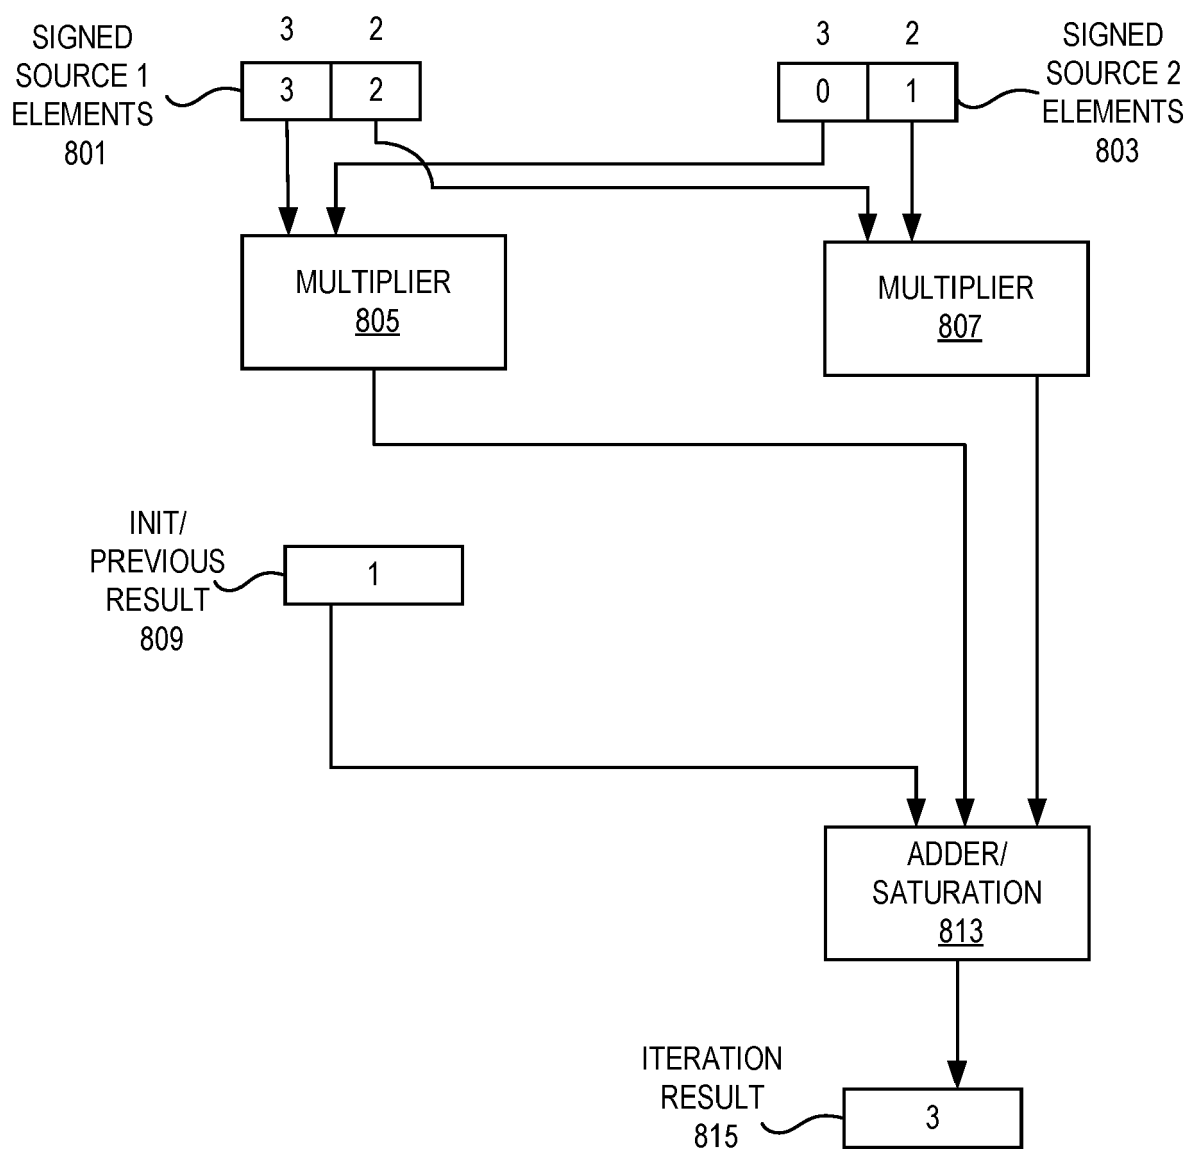 SIGNED
SOURCE 1
ELEMENTS
801
3 2
3 2
3 2
0 1
SIGNED
SOURCE 2
ELEMENTS
803
MULTIPLIER
805
MULTIPLIER
807
INIT/
PREVIOUS
RESULT
809
1
ADDER/
SATURATION
813
ITERATION
RESULT
815
3